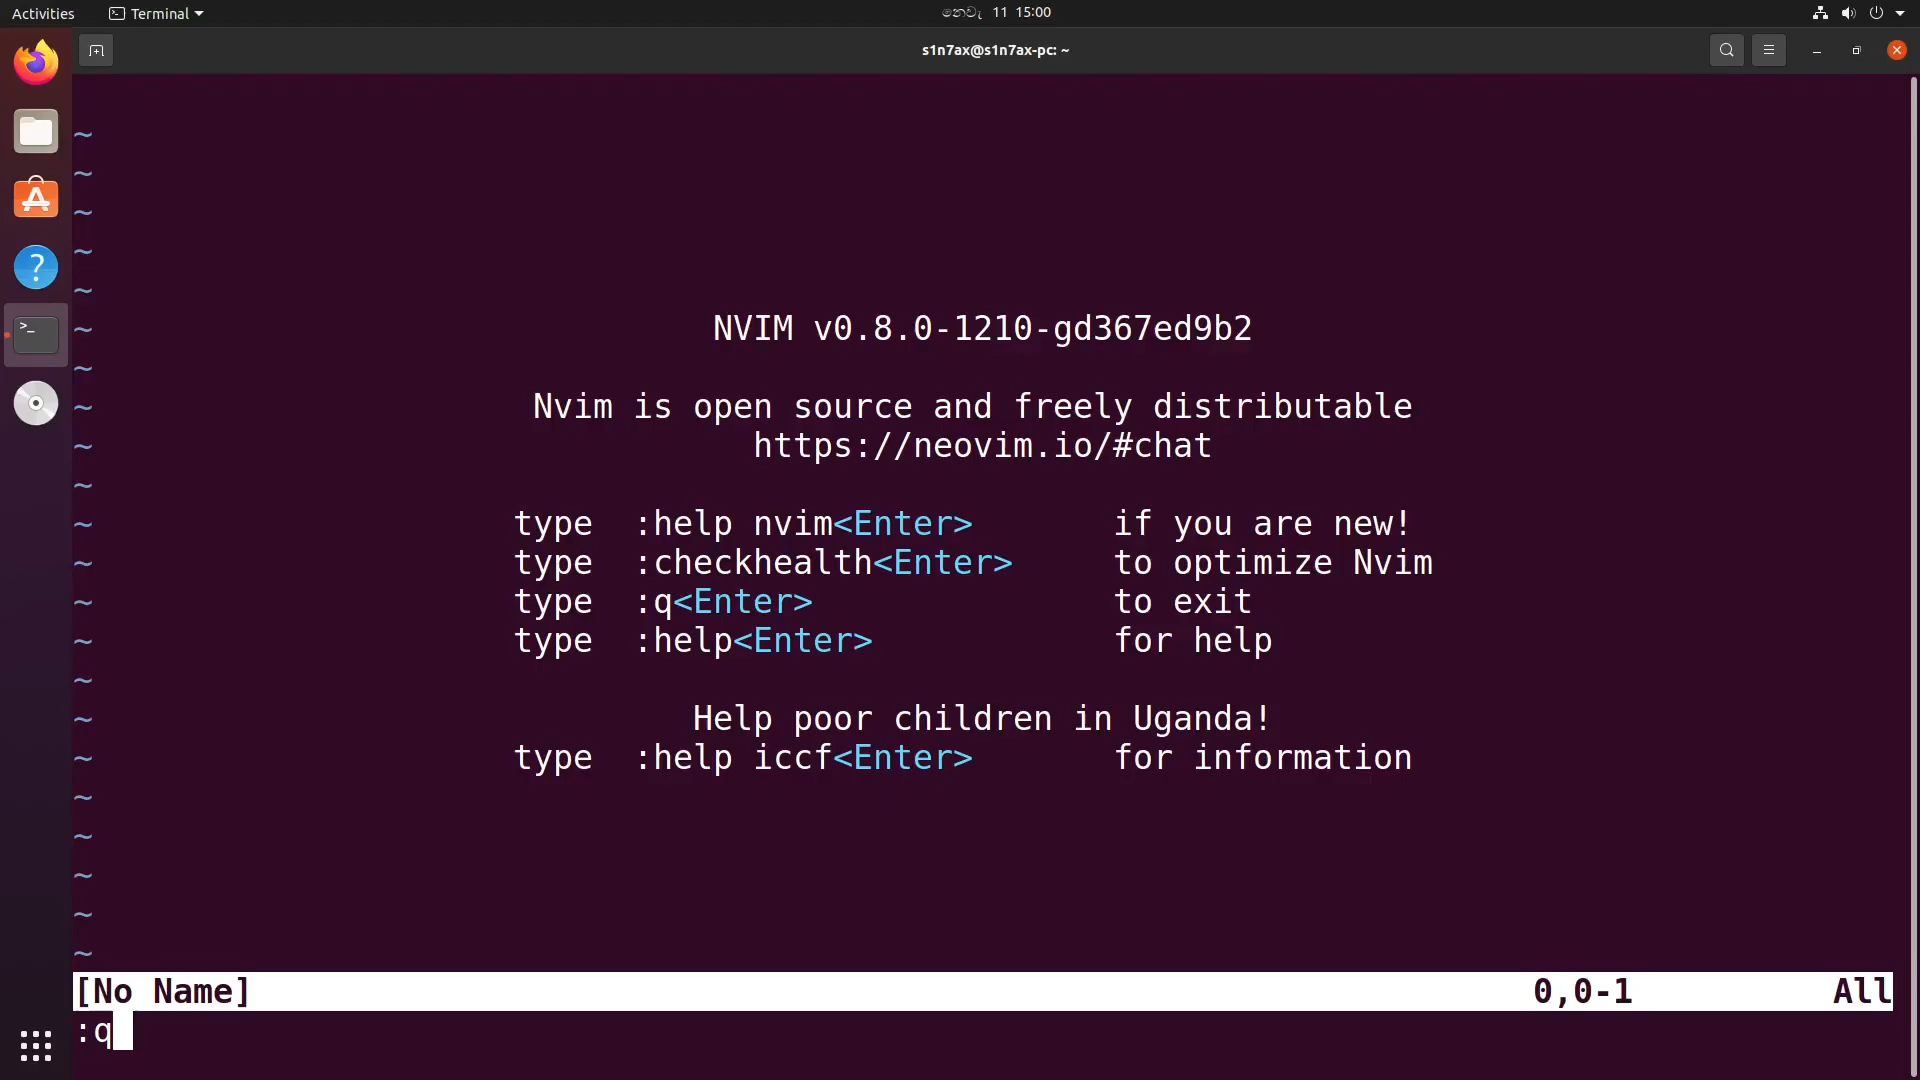 Activities
Terminal
නොවැ 11 15:00
s1n7ax@s1n7ax-pc: ~
~
~
~
~
~
~ NVIM v0.8.0-1210-gd367ed9b2
~
~ Nvim is open source and freely distributable
~ https://neovim.io/#chat
~
~ type :help nvim<Enter> if you are new!
~ type :checkhealth<Enter> to optimize Nvim
~ type :q<Enter> to exit
~ type :help<Enter> for help
~
~ Help poor children in Uganda!
~ type :help iccf<Enter> for information
~
~
~
~
~
[No Name] 0,0-1 All
:q